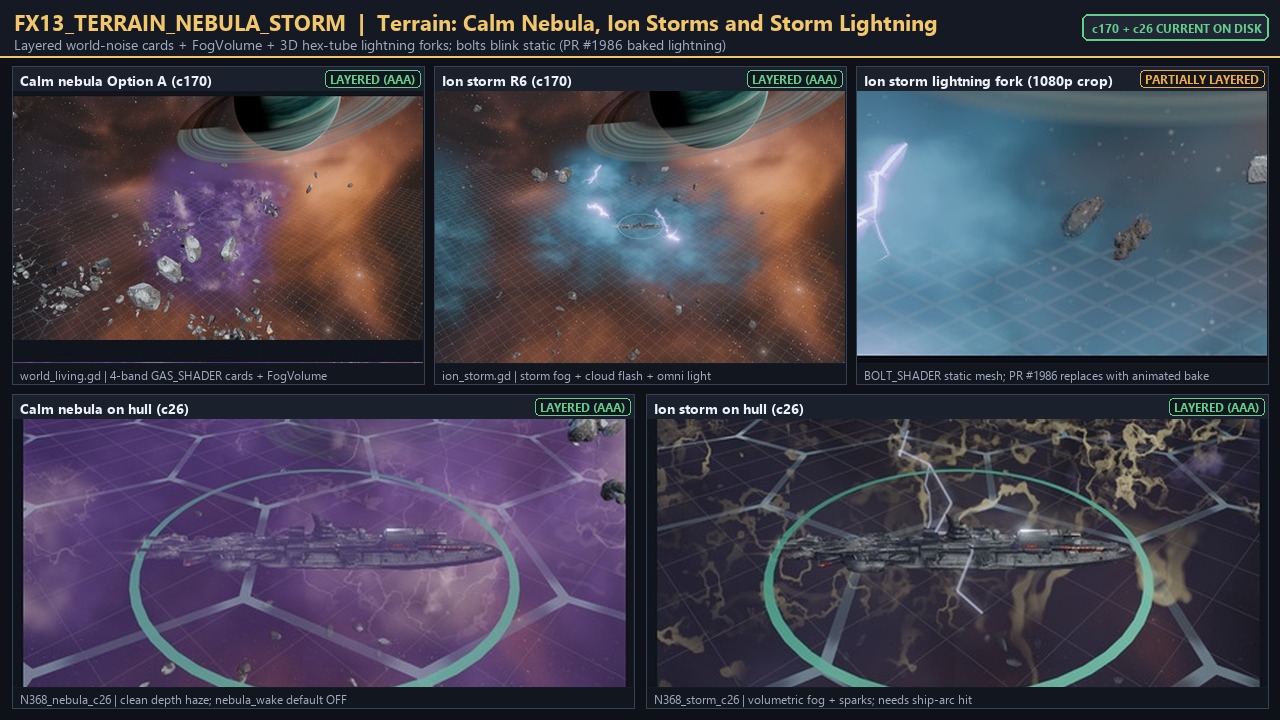 FX13_TERRAIN_NEBULA_STORM | Terrain: Calm Nebula, Ion Storms and Storm Lightning
Layered world-noise cards + FogVolume + 3D hex-tube lightning forks; bolts blink static (PR #1986 baked lightning)
c170 + c26 CURRENT ON DISK
Calm nebula Option A (c170)
LAYERED (AAA)
world_living.gd | 4-band GAS_SHADER cards + FogVolume
Ion storm R6 (c170)
LAYERED (AAA)
ion_storm.gd | storm fog + cloud flash + omni light
Ion storm lightning fork (1080p crop)
PARTIALLY LAYERED
BOLT_SHADER static mesh; PR #1986 replaces with animated bake
Calm nebula on hull (c26)
LAYERED (AAA)
N368_nebula_c26 | clean depth haze; nebula_wake default OFF
Ion storm on hull (c26)
LAYERED (AAA)
N368_storm_c26 | volumetric fog + sparks; needs ship-arc hit